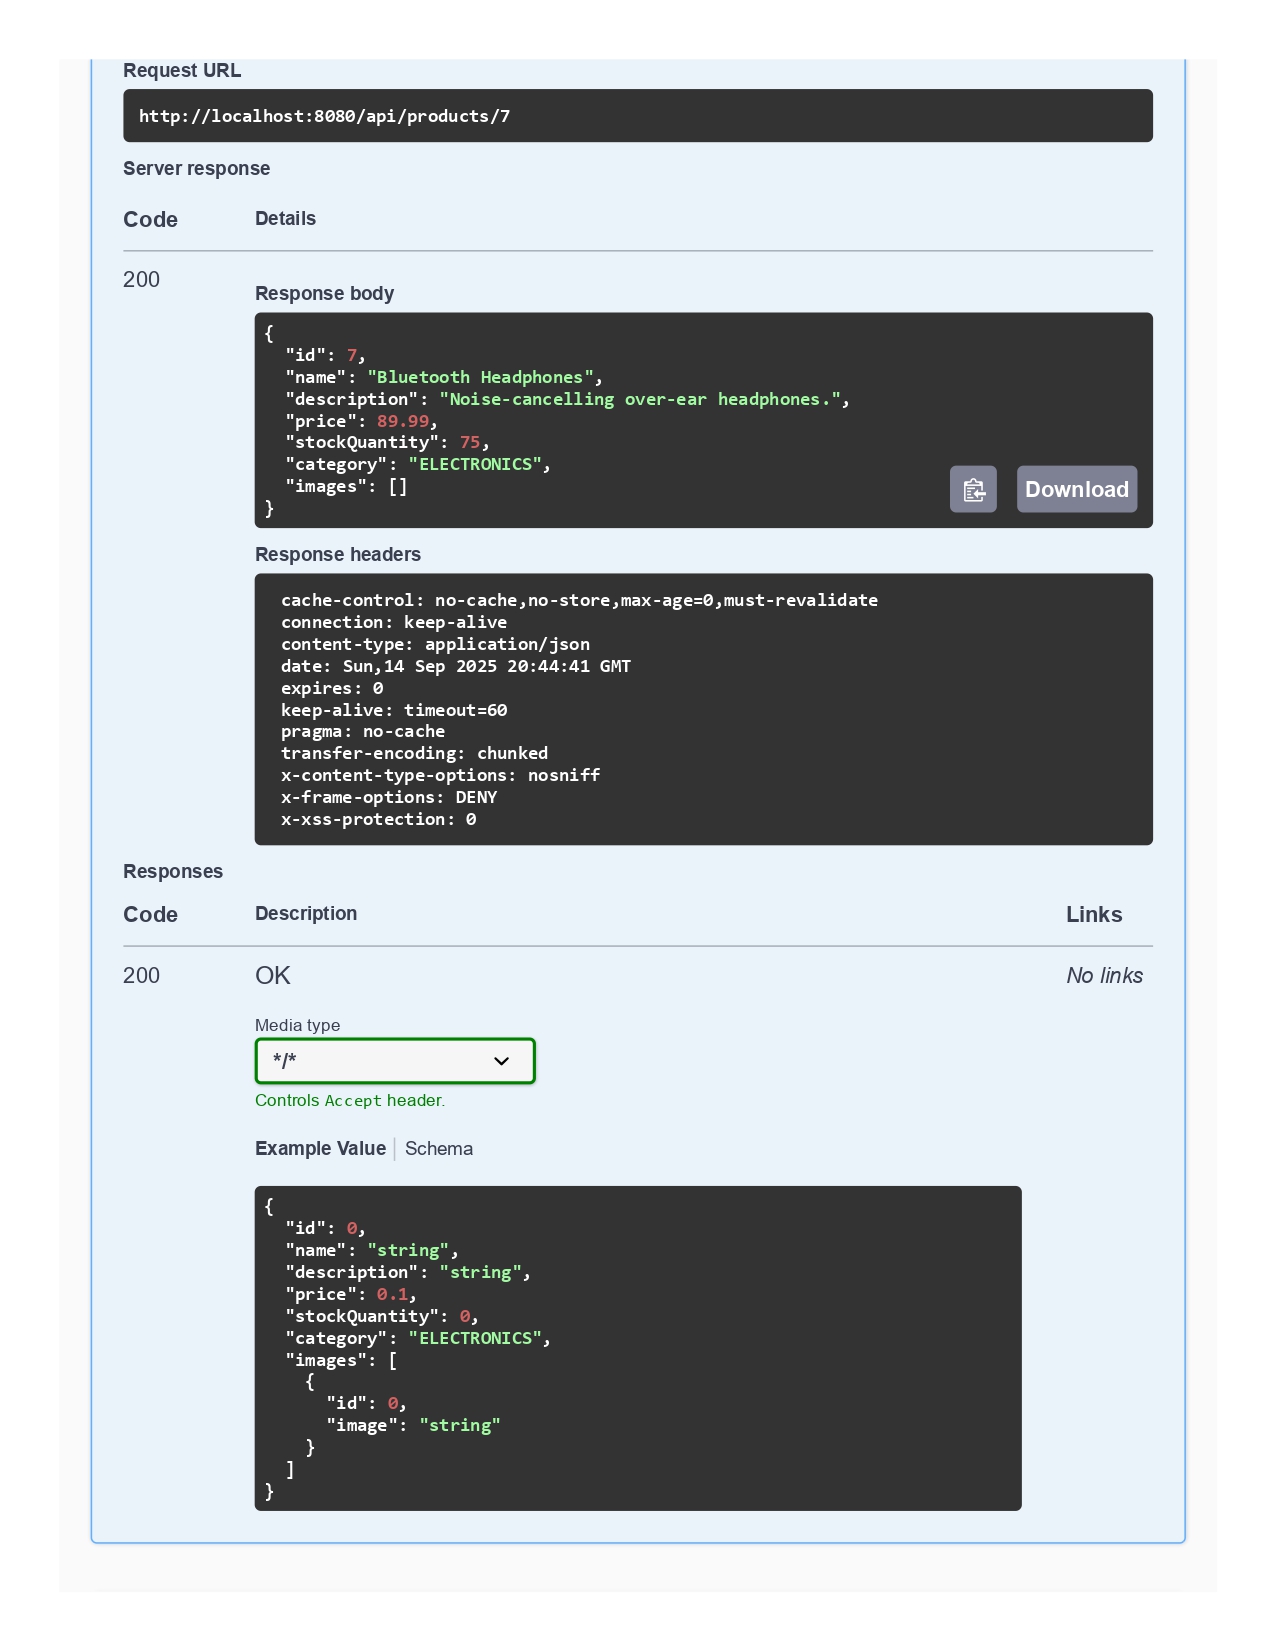 Request URL
http://localhost:8080/api/products/7
Server response
Code Details
200
Response body
{
  "id": 7,
  "name": "Bluetooth Headphones",
  "description": "Noise-cancelling over-ear headphones.",
  "price": 89.99,
  "stockQuantity": 75,
  "category": "ELECTRONICS",
  "images": []
}
Download
Response headers
cache-control: no-cache,no-store,max-age=0,must-revalidate
connection: keep-alive
content-type: application/json
date: Sun,14 Sep 2025 20:44:41 GMT
expires: 0
keep-alive: timeout=60
pragma: no-cache
transfer-encoding: chunked
x-content-type-options: nosniff
x-frame-options: DENY
x-xss-protection: 0
Responses
Code Description Links
200 OK No links
Media type
*/*
Controls Accept header.
Example Value Schema
{
  "id": 0,
  "name": "string",
  "description": "string",
  "price": 0.1,
  "stockQuantity": 0,
  "category": "ELECTRONICS",
  "images": [
    {
      "id": 0,
      "image": "string"
    }
  ]
}